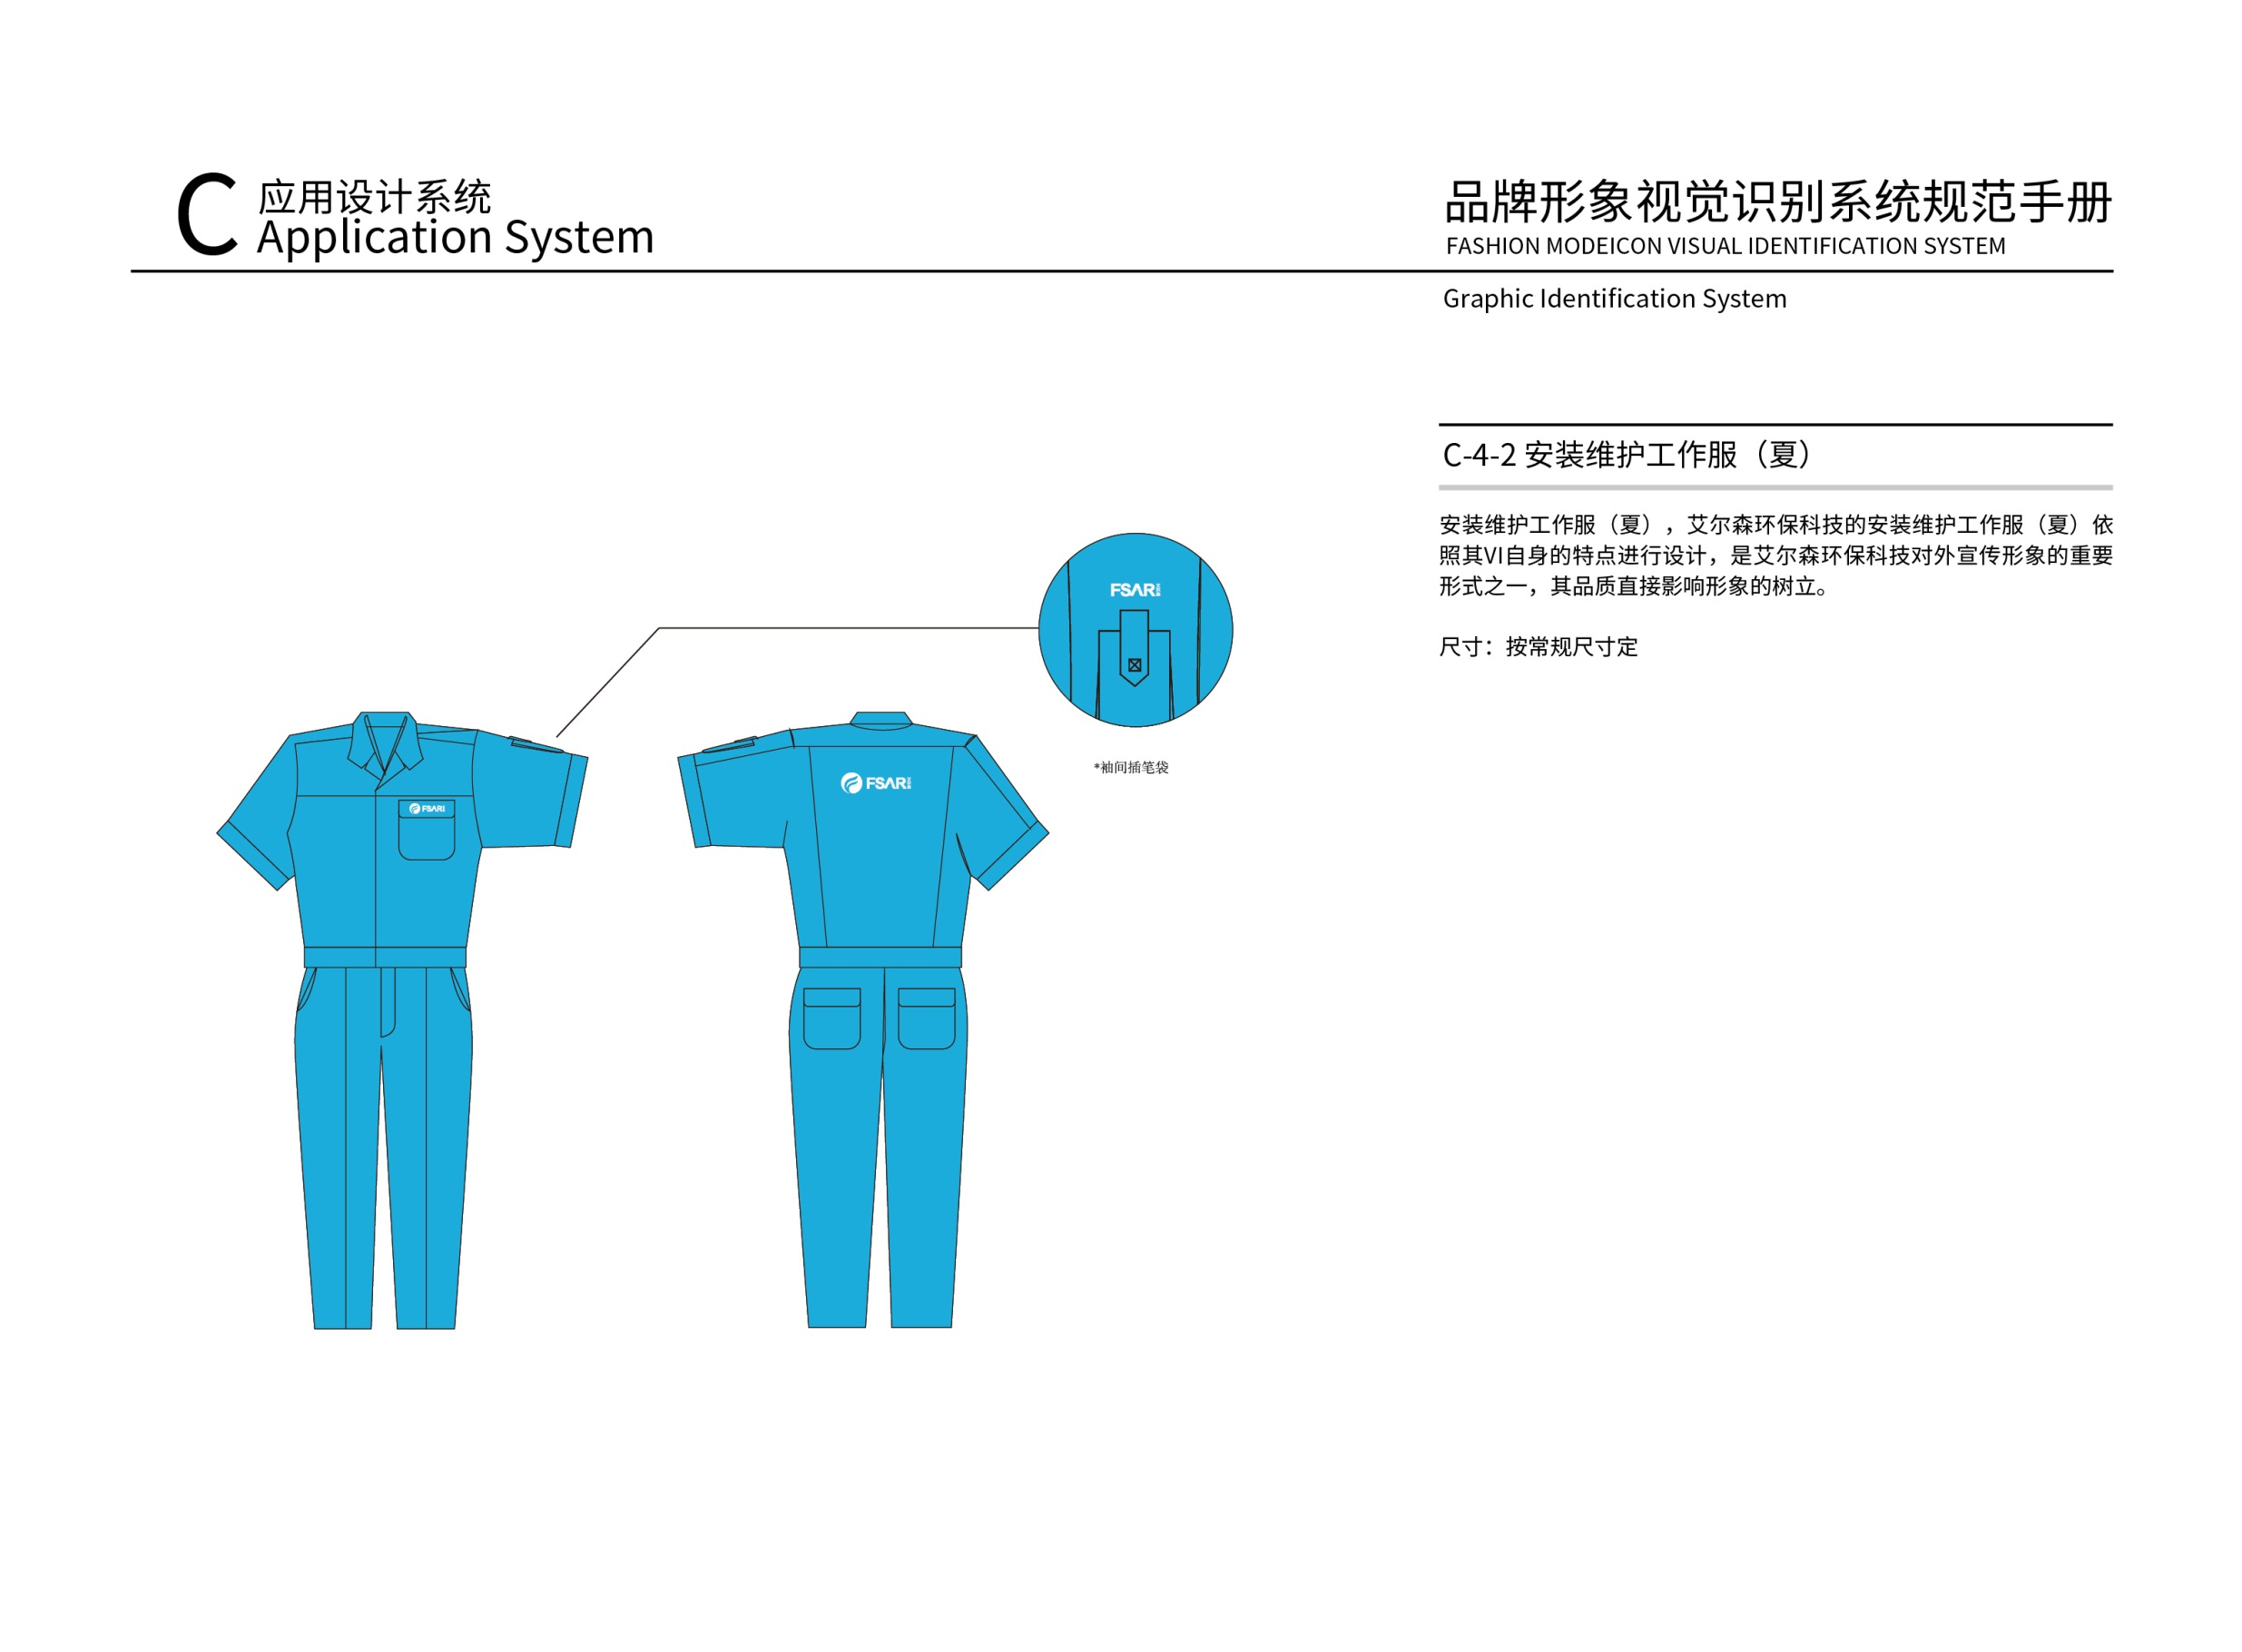 C
应用设计系统
Application System
品牌形象视觉识别系统规范手册
FASHION MODEICON VISUAL IDENTIFICATION SYSTEM
Graphic Identification System
C-4-2 安装维护工作服（夏）
安装维护工作服（夏），艾尔森环保科技的安装维护工作服（夏）依
照其VI自身的特点进行设计，是艾尔森环保科技对外宣传形象的重要
形式之一，其品质直接影响形象的树立。
尺寸：按常规尺寸定
FSAR
*袖间插笔袋
FSAR
FSAR